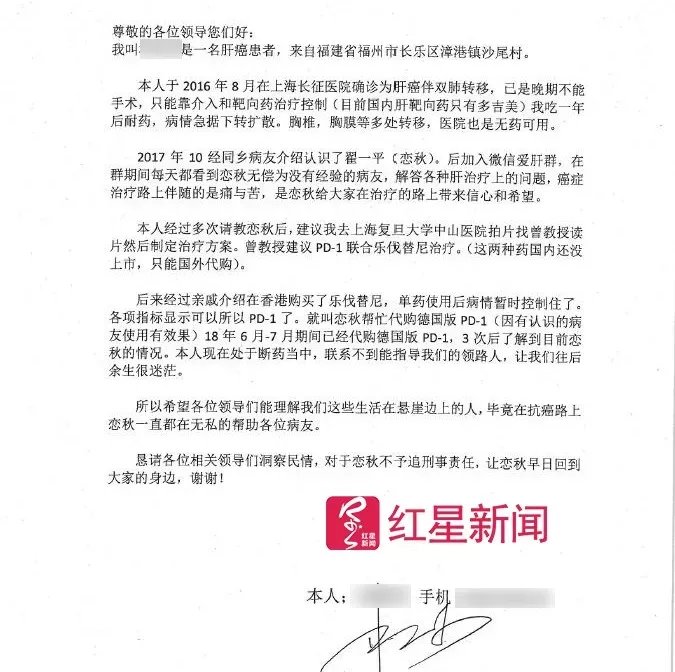 尊敬的各位领导您们好：
我叫 是一名肝癌患者，来自福建省福州市长乐区漳港镇沙尾村。
本人于 2016 年 8 月在上海长征医院确诊为肝癌伴双肺转移，已是晚期不能
手术，只能靠介入和靶向药治疗控制（目前国内肝靶向药只有多吉美）我吃一年
后耐药，病情急据下转扩散。胸椎，胸膜等多处转移，医院也是无药可用。
2017 年 10 经同乡病友介绍认识了翟一平（恋秋）。后加入微信爱肝群，在
群期间每天都看到恋秋无偿为没有经验的病友，解答各种肝治疗上的问题，癌症
治疗路上伴随的是痛与苦，是恋秋给大家在治疗的路上带来信心和希望。
本人经过多次请教恋秋后，建议我去上海复旦大学中山医院拍片找曾教授读
片然后制定治疗方案。曾教授建议 PD-1 联合乐伐替尼治疗。（这两种药国内还没
上市，只能国外代购）。
后来经过亲戚介绍在香港购买了乐伐替尼，单药使用后病情暂时控制住了。
各项指标显示可以所以 PD-1 了。就叫恋秋帮忙代购德国版 PD-1（因有认识的病
友使用有效果）18 年 6 月-7 月期间已经代购德国版 PD-1，3 次后了解到目前恋
秋的情况。本人现在处于断药当中，联系不到能指导我们的领路人，让我们往后
余生很迷茫。
所以希望各位领导们能理解我们这些生活在悬崖边上的人，毕竟在抗癌路上
恋秋一直都在无私的帮助各位病友。
恳请各位相关领导们洞察民情，对于恋秋不予追刑事责任，让恋秋早日回到
大家的身边，谢谢！
红星新闻 红星新闻
本人： 手机